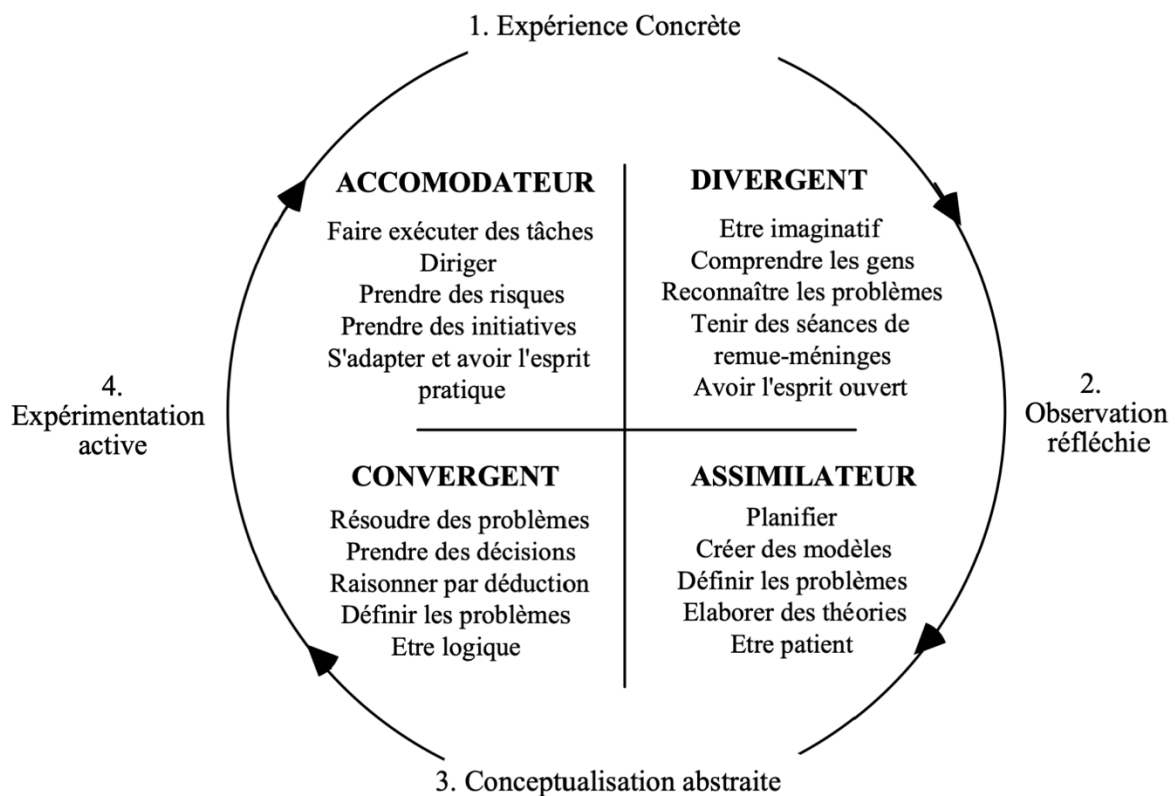 1. Expérience Concrète
ACCOMODATEUR
Faire exécuter des tâches
Diriger
Prendre des risques
Prendre des initiatives
S'adapter et avoir l'esprit
pratique
DIVERGENT
Etre imaginatif
Comprendre les gens
Reconnaître les problèmes
Tenir des séances de
remue-méninges
Avoir l'esprit ouvert
4.
Expérimentation
active
2.
Observation
réfléchie
CONVERGENT
Résoudre des problèmes
Prendre des décisions
Raisonner par déduction
Définir les problèmes
Etre logique
ASSIMILATEUR
Planifier
Créer des modèles
Définir les problèmes
Elaborer des théories
Etre patient
3. Conceptualisation abstraite